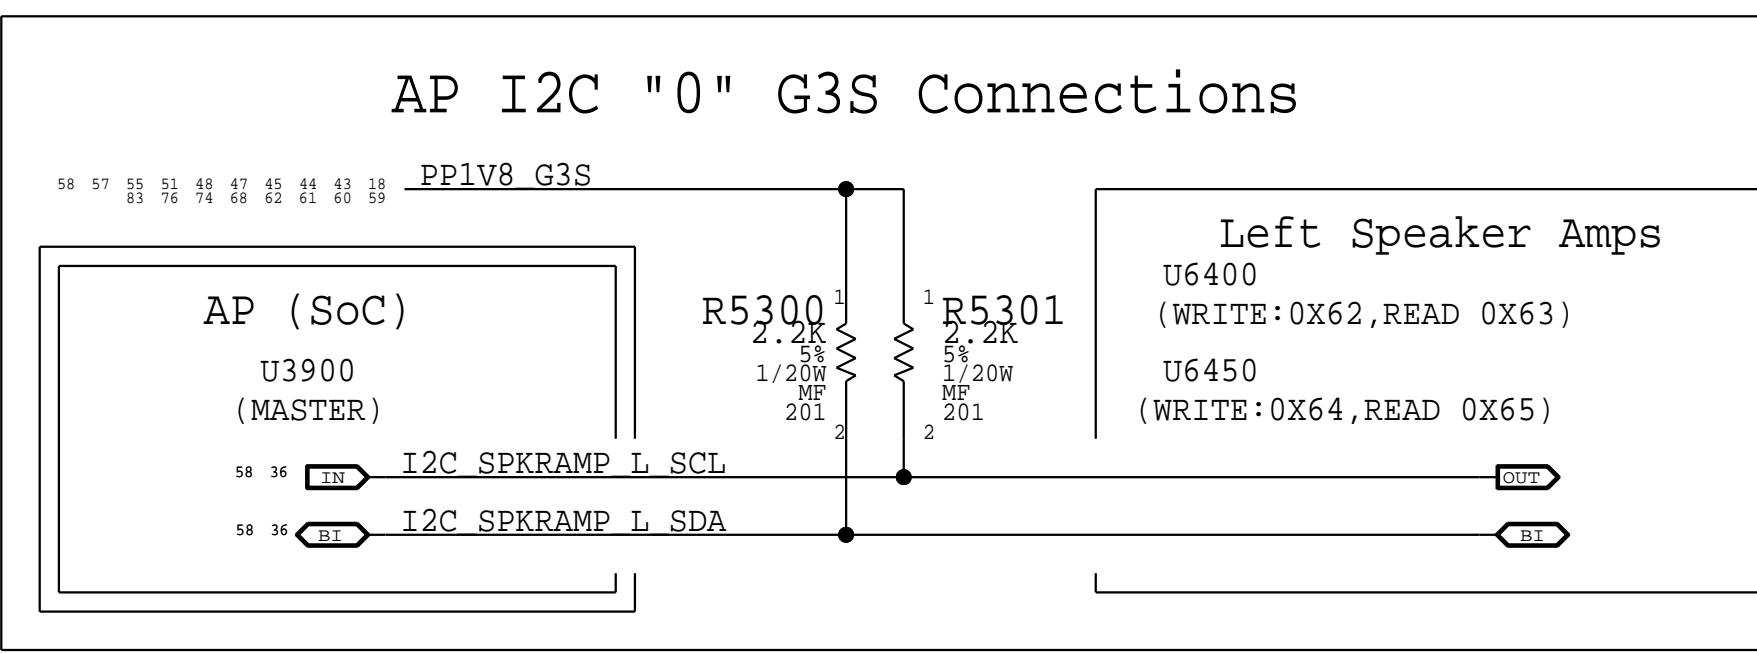 AP I2C "0" G3S Connections
PP1V8_G3S
58 57 55 51 48 47 45 44 43 18
83 76 74 68 62 61 60 59
Left Speaker Amps
U6400
(WRITE:0X62,READ 0X63)
U6450
(WRITE:0X64,READ 0X65)
AP (SoC)
U3900
(MASTER)
R5300
2.2K
5%
1/20W
MF
201
1
2
1
2
R5301
2.2K
5%
1/20W
MF
201
58 36 IN I2C_SPKRAMP_L_SCL OUT
58 36 BI I2C_SPKRAMP_L_SDA BI